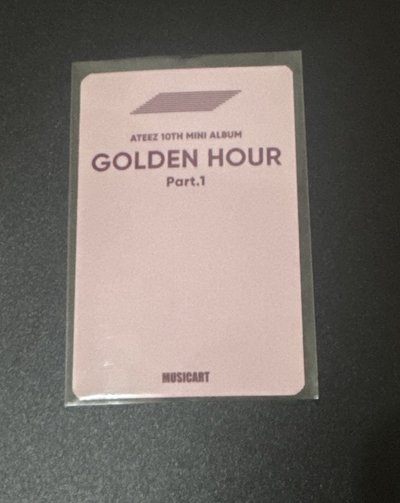 ATEEZ 10TH MINI ALBUM
GOLDEN HOUR
Part.1
MUSICART